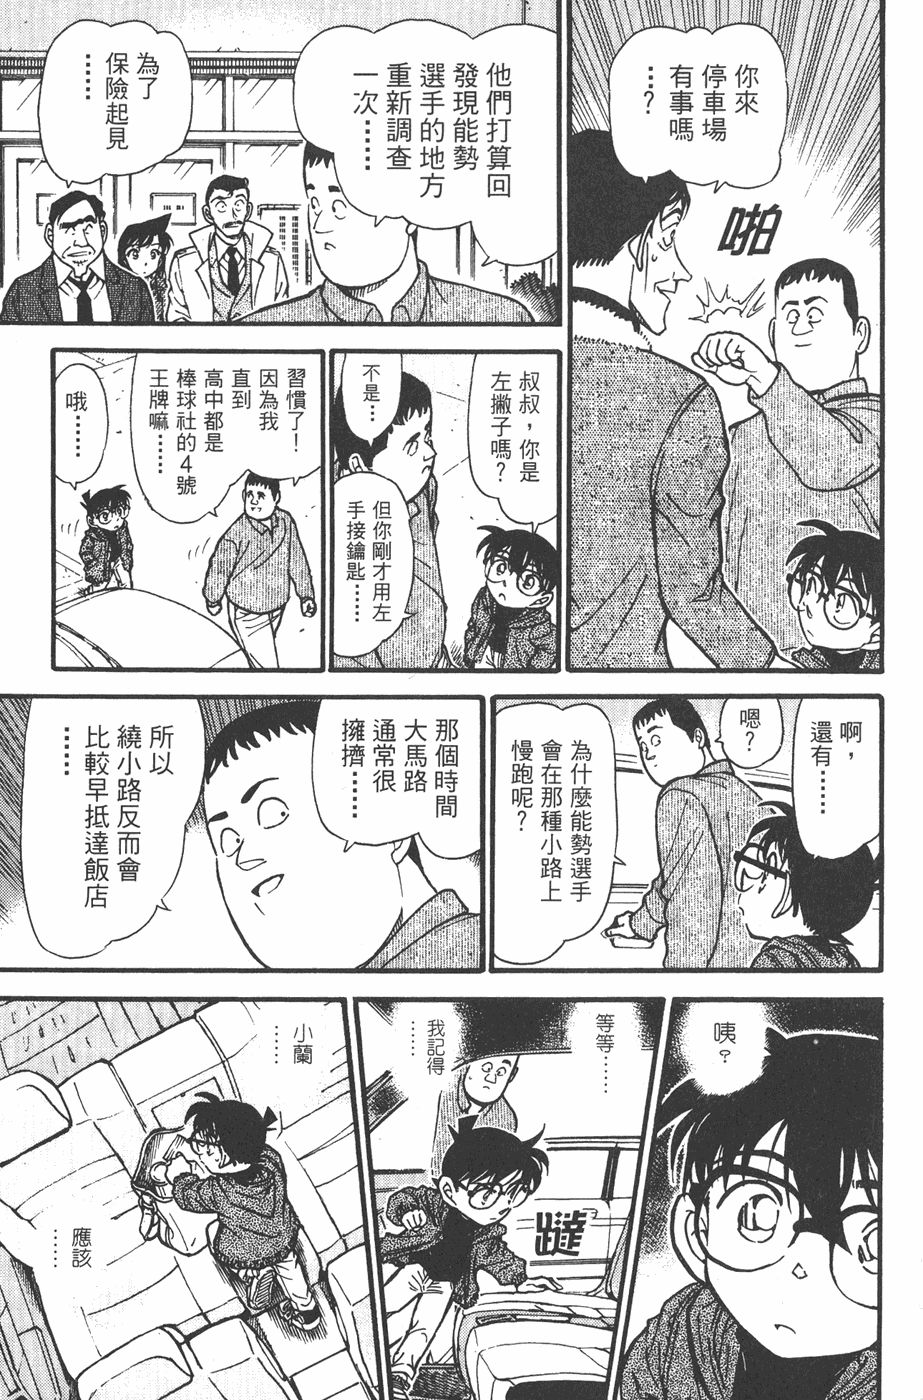 你來
停車場
有事嗎
……？
啪
他們打算回
發現能勢
選手的地方
重新調查
一次……
為了
保險起見
……
叔叔，你是
左撇子嗎？
不是…
但你剛才用左
手接鑰匙……
習慣了！
因為我
直到
高中都是
棒球社的4號
王牌嘛……
哦……
啊，
還有……
嗯？
為什麼能勢選手
會在那種小路上
慢跑呢？
那個時間
大馬路
通常很
擁擠……
所以
繞小路反而會
比較早抵達飯店
……
咦？
等等……
我記得
……
躂
小蘭
……
應該
……